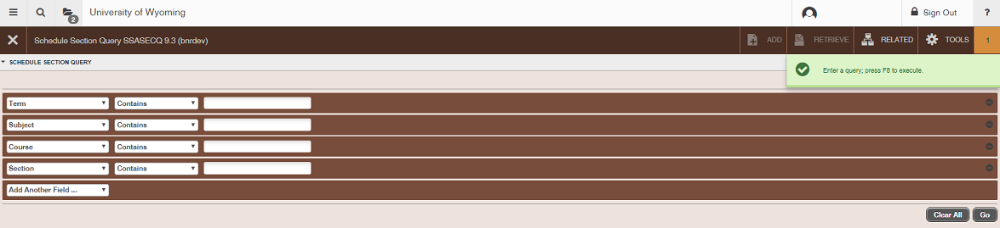 2 University of Wyoming Sign Out ?
Schedule Section Query SSASECQ 9.3 (bnrdev) ADD RETRIEVE RELATED TOOLS 1
SCHEDULE SECTION QUERY
Enter a query; press F8 to execute.
Term Contains
Subject Contains
Course Contains
Section Contains
Add Another Field ...
Clear All Go